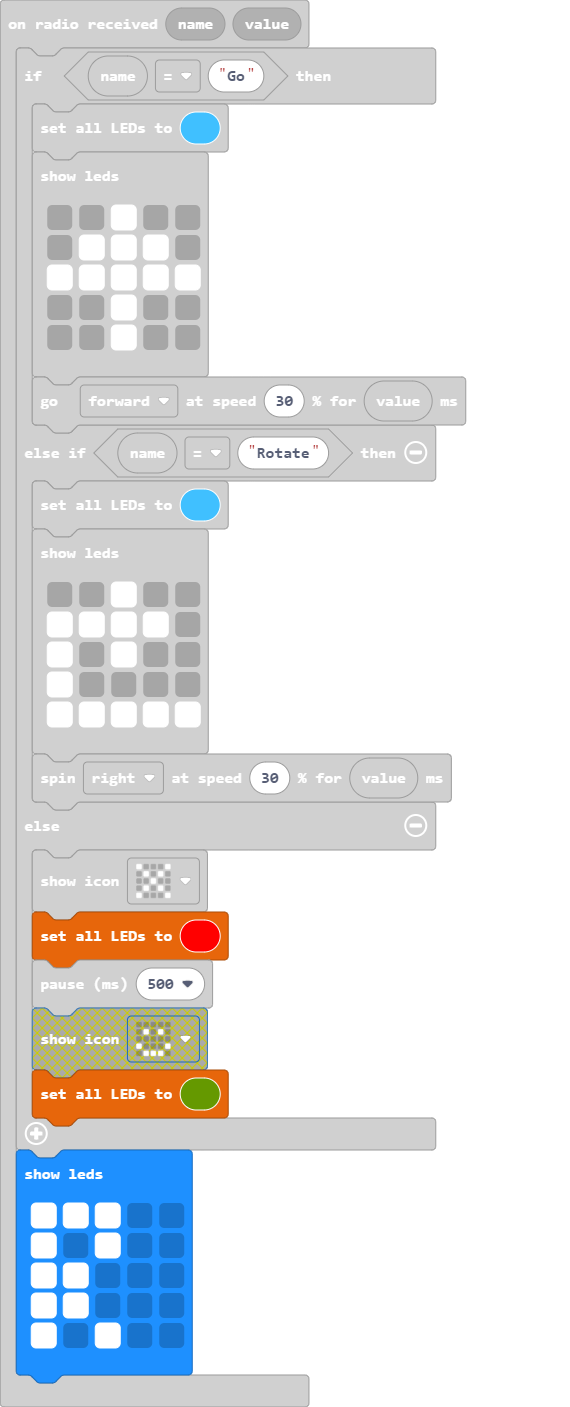 on radio received name value
if name = "Go" then
set all LEDs to
show leds
go forward at speed 30 % for value ms
else if name = "Rotate" then
set all LEDs to
show leds
spin right at speed 30 % for value ms
else
show icon
set all LEDs to
pause (ms) 500
show icon
set all LEDs to
show leds